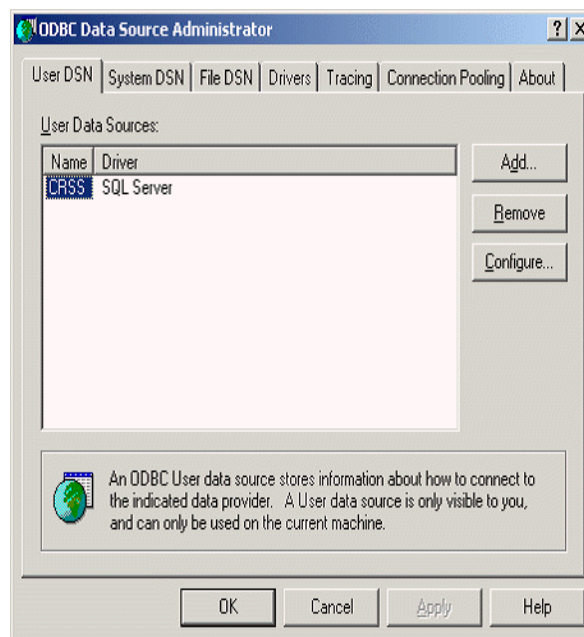 ODBC Data Source Administrator
? X
User DSN System DSN File DSN Drivers Tracing Connection Pooling About
User Data Sources:
Name Driver
CRSS SQL Server
Add...
Remove
Configure...
An ODBC User data source stores information about how to connect to
the indicated data provider. A User data source is only visible to you,
and can only be used on the current machine.
OK Cancel Apply Help